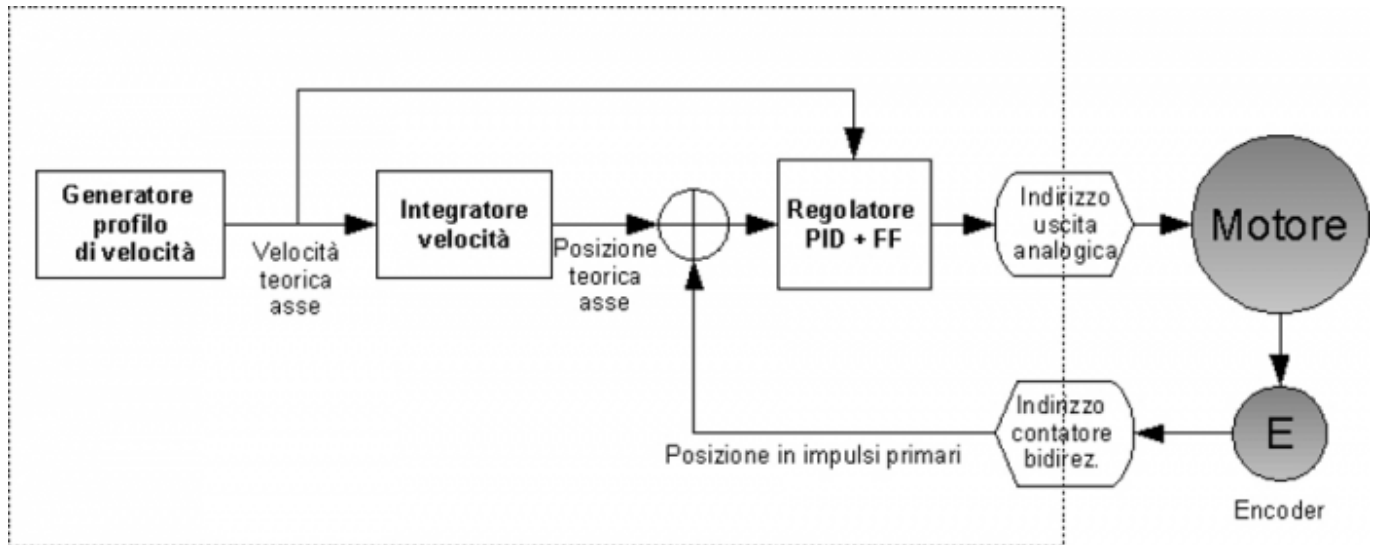 Generatore
profilo
di velocità
Velocità
teorica
asse
Integratore
velocità
Posizione
teorica
asse
Regolatore
PID + FF
Indirizzo
uscita
analogica
Motore
Posizione in impulsi primari
Indirizzo
contatore
bidirez.
E
Encoder